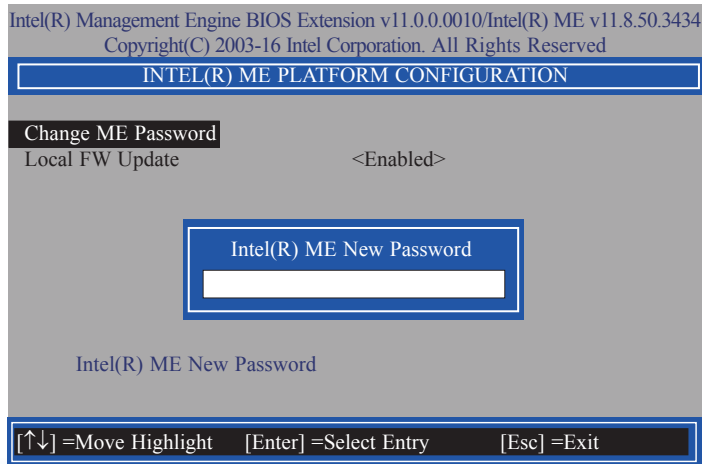 Intel(R) Management Engine BIOS Extension v11.0.0.0010/Intel(R) ME v11.8.50.3434
Copyright(C) 2003-16 Intel Corporation. All Rights Reserved
INTEL(R) ME PLATFORM CONFIGURATION
Change ME Password
Local FW Update <Enabled>
Intel(R) ME New Password
Intel(R) ME New Password
[↑↓] =Move Highlight [Enter] =Select Entry [Esc] =Exit